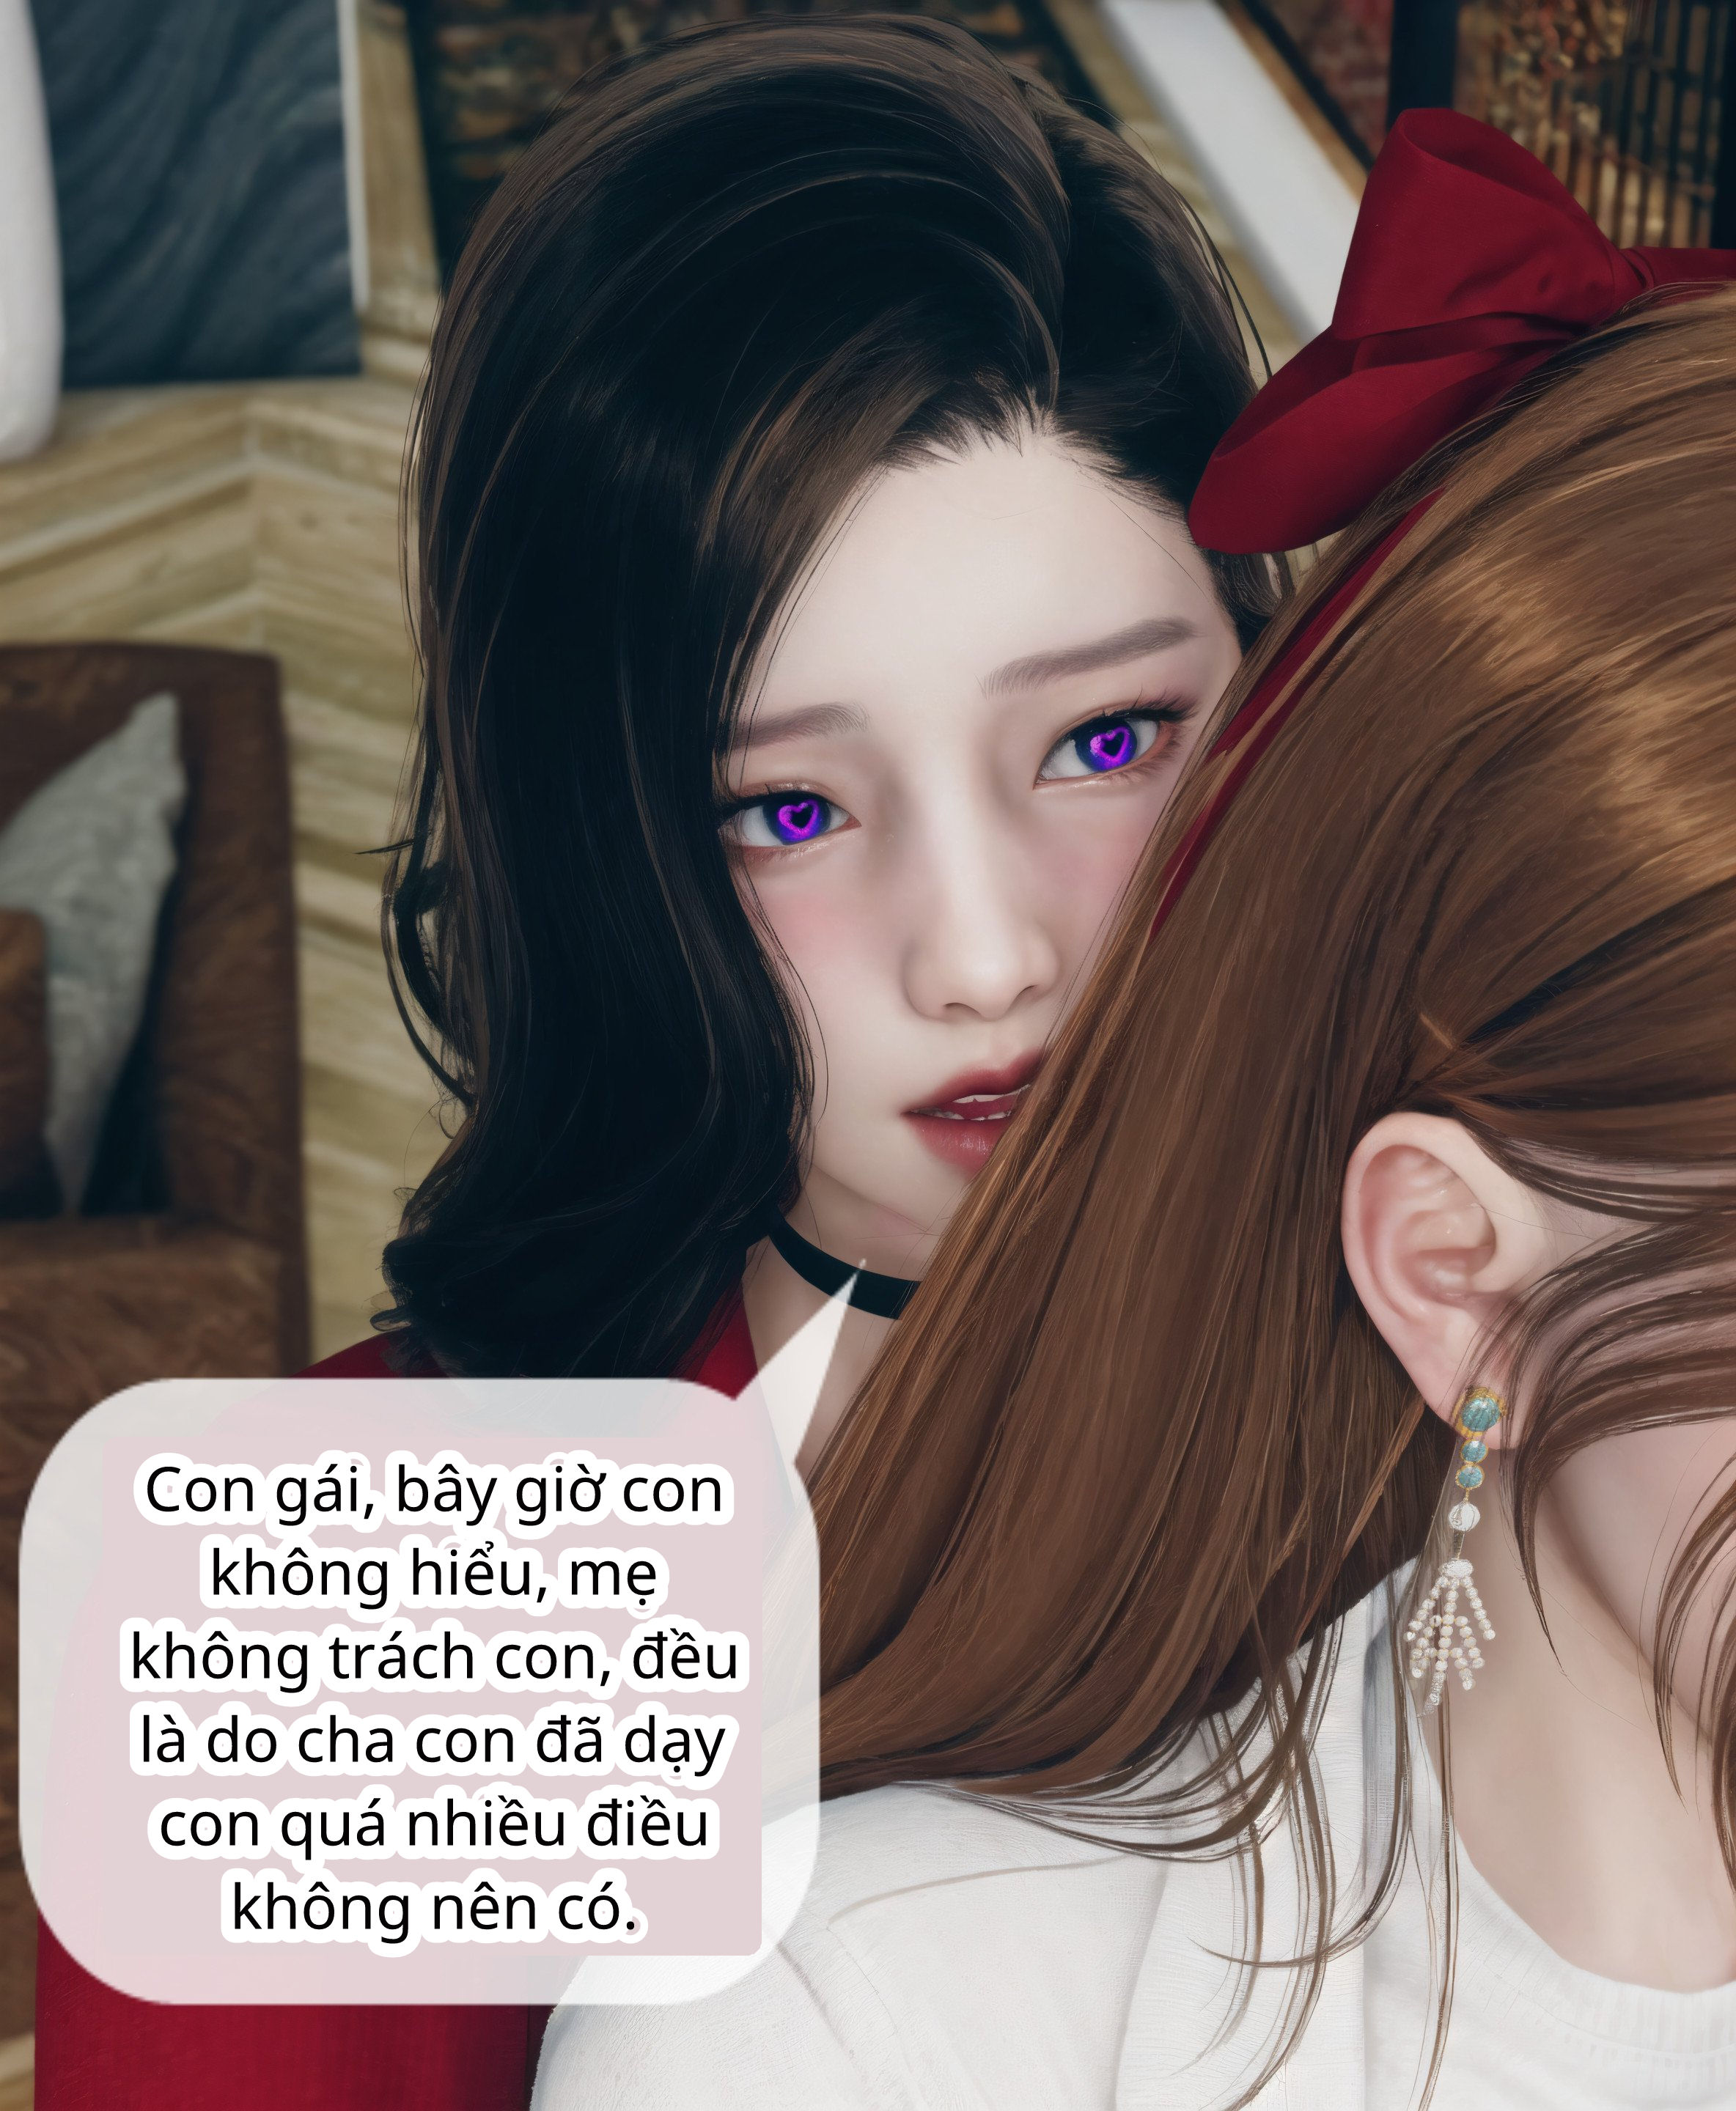 Con gái, bây giờ con
không hiểu, mẹ
không trách con, đều
là do cha con đã dạy
con quá nhiều điều
không nên có.